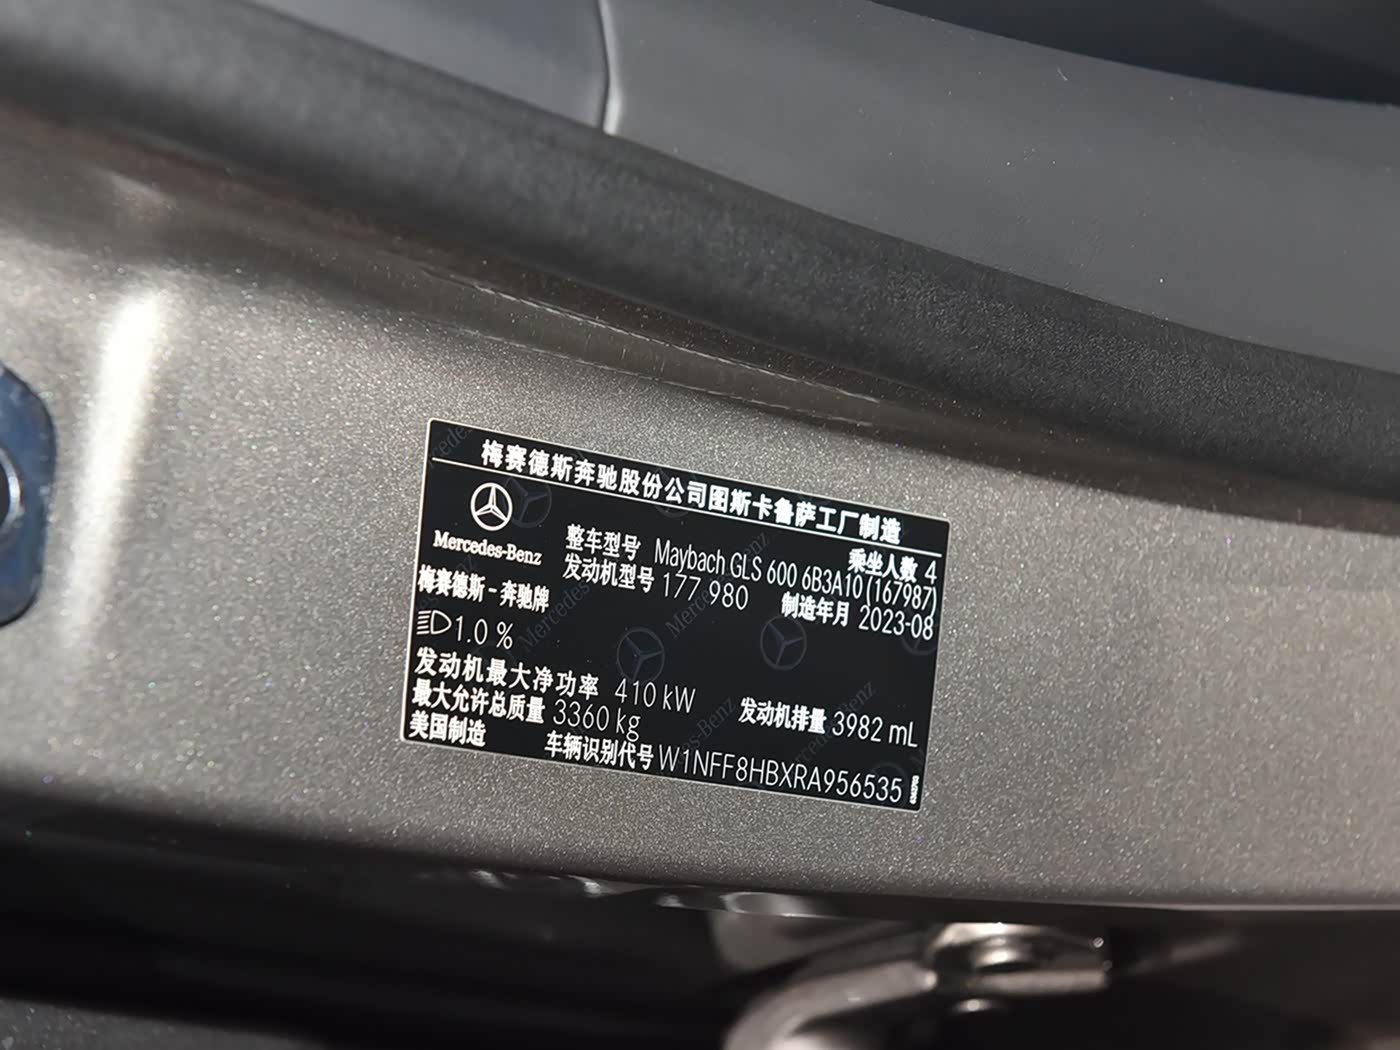 梅赛德斯奔驰股份公司图斯卡鲁萨工厂制造
Mercedes-Benz
整车型号 Maybach GLS 600 6B3A10(167987)
乘坐人数 4
发动机型号 177 980
制造年月 2023-08
梅赛德斯-奔驰牌
1.0 %
发动机最大净功率 410 kW
发动机排量 3982 mL
最大允许总质量 3360 kg
美国制造
车辆识别代号 W1NFF8HBXRA956535